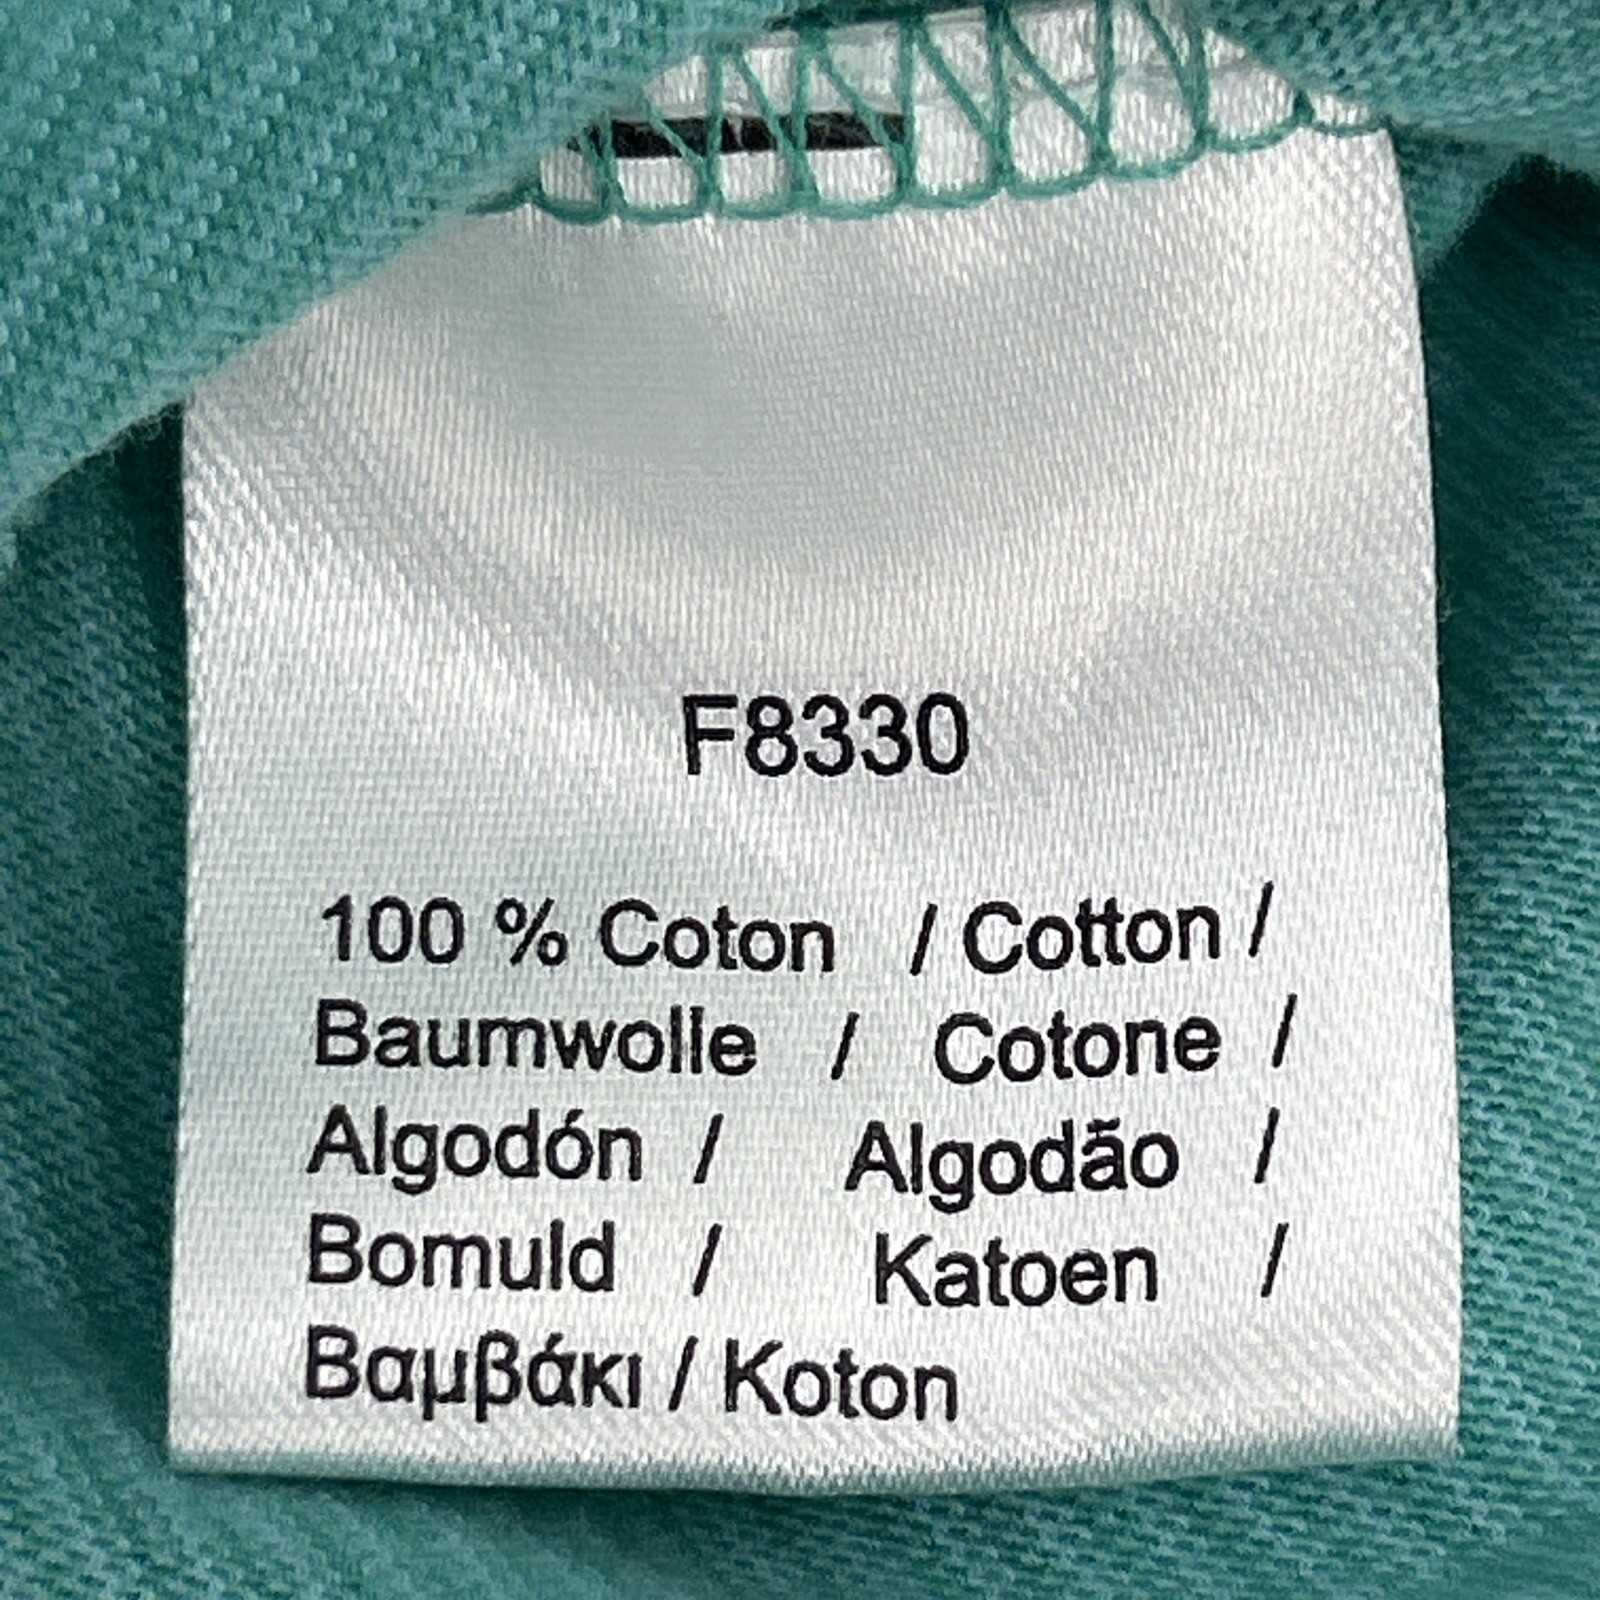 F8330
100 % Coton / Cotton /
Baumwolle / Cotone /
Algodón / Algodão /
Bomuld / Katoen /
Βαμβάκι / Koton